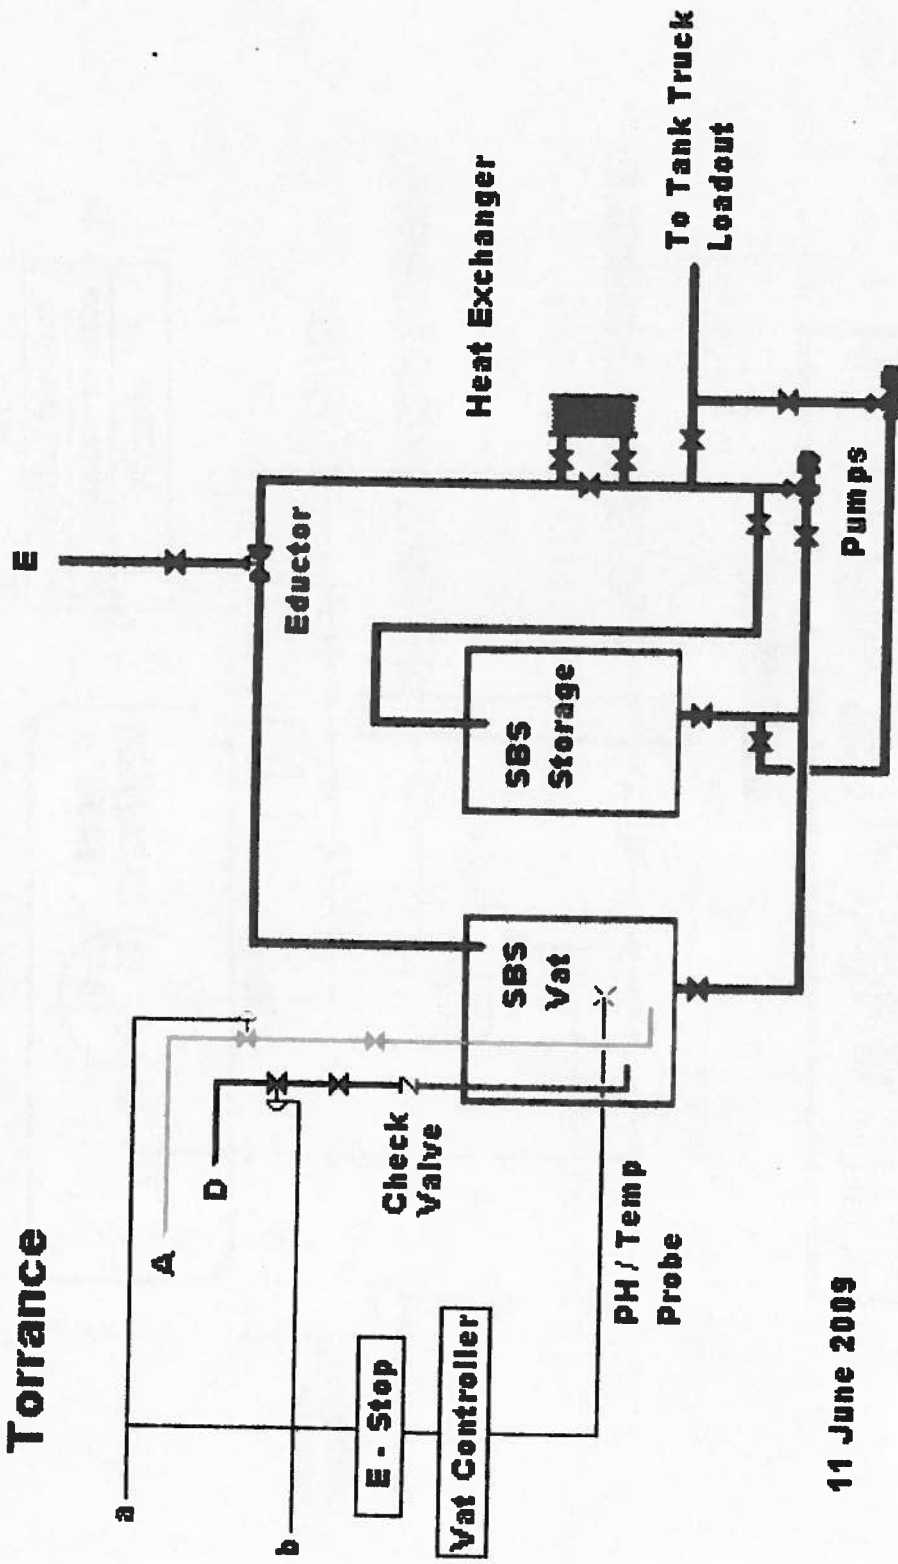 Torrance
a
b
A
D
E
E - Stop
Vat Controller
Check
Valve
PH / Temp
Probe
SBS
Vat
SBS
Storage
Eductor
Heat Exchanger
To Tank Truck
Loadout
Pumps
11 June 2009